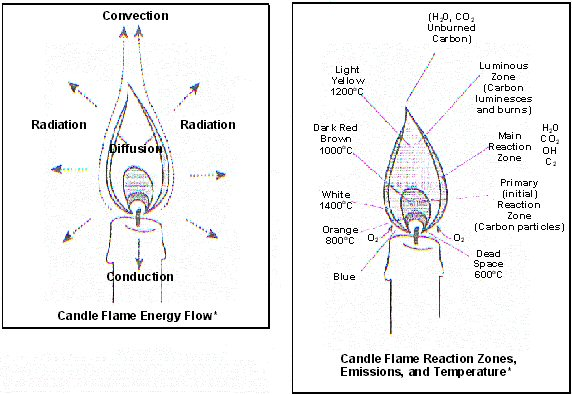 Convection
Radiation
Radiation
Diffusion
Conduction
Candle Flame Energy Flow*
(H₂O, CO₂
Unburned
Carbon)
Light
Yellow
1200°C
Luminous
Zone
(Carbon
luminesces
and burns)
Dark Red
Brown
1000°C
Main
Reaction
Zone
H₂O
CO₂
OH
C₂
White
1400°C
Primary
(initial)
Reaction
Zone
(Carbon particles)
Orange
800°C
O₂
O₂
Dead
Space
600°C
Blue
Candle Flame Reaction Zones,
Emissions, and Temperature*